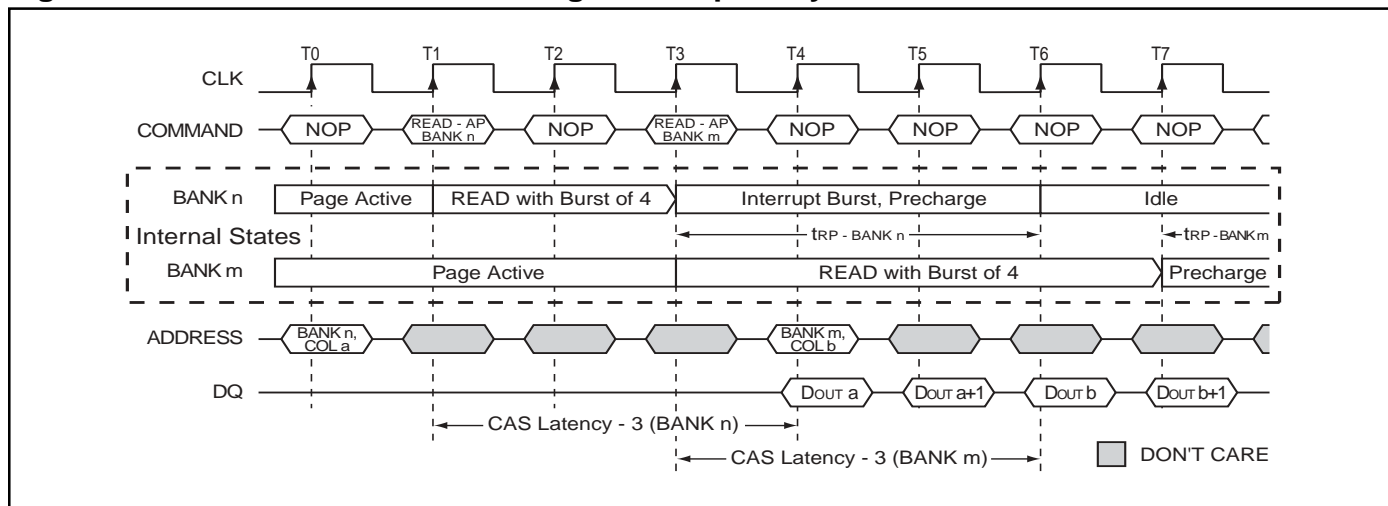 T0 T1 T2 T3 T4 T5 T6 T7
CLK
COMMAND NOP READ - AP BANK n NOP READ - AP BANK m NOP NOP NOP NOP
BANK n Page Active READ with Burst of 4 Interrupt Burst, Precharge Idle
Internal States tRP - BANK n tRP - BANK m
BANK m Page Active READ with Burst of 4 Precharge
ADDRESS BANK n, COL a BANK m, COL b
DQ DOUT a DOUT a+1 DOUT b DOUT b+1
CAS Latency - 3 (BANK n)
CAS Latency - 3 (BANK m) DON'T CARE